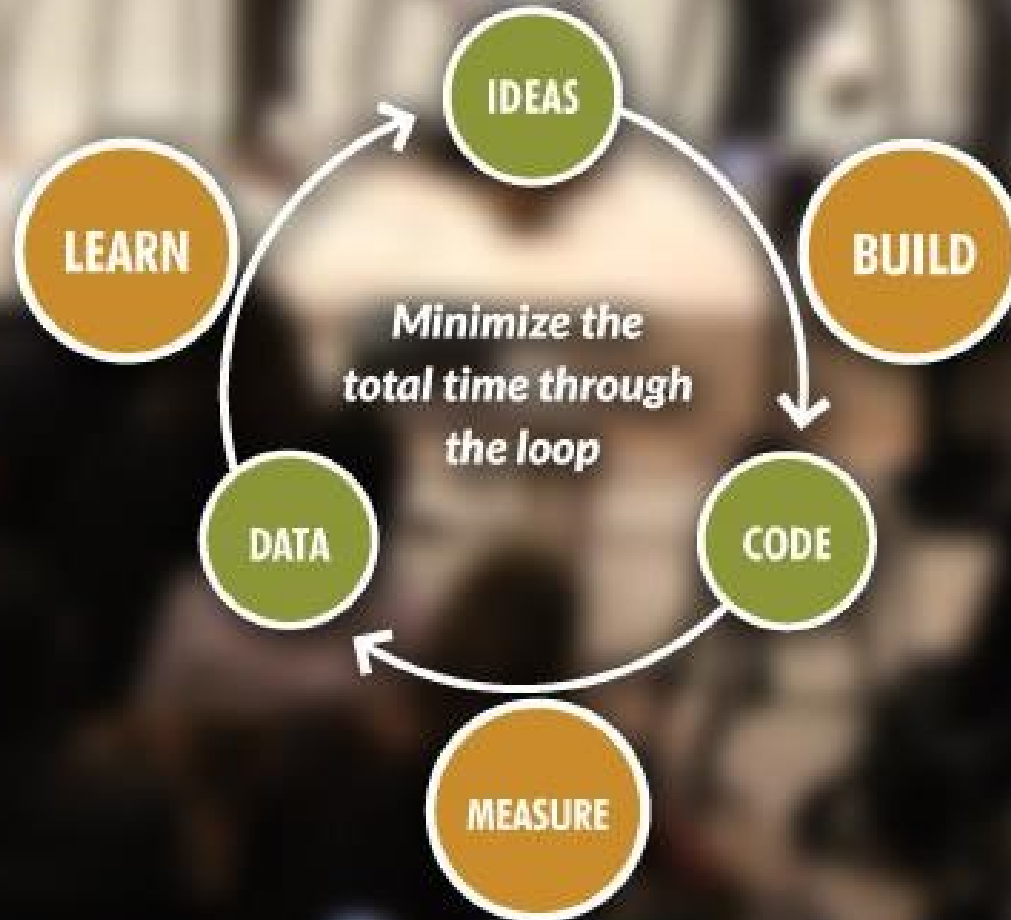 IDEAS
LEARN
BUILD
Minimize the
total time through
the loop
DATA
CODE
MEASURE